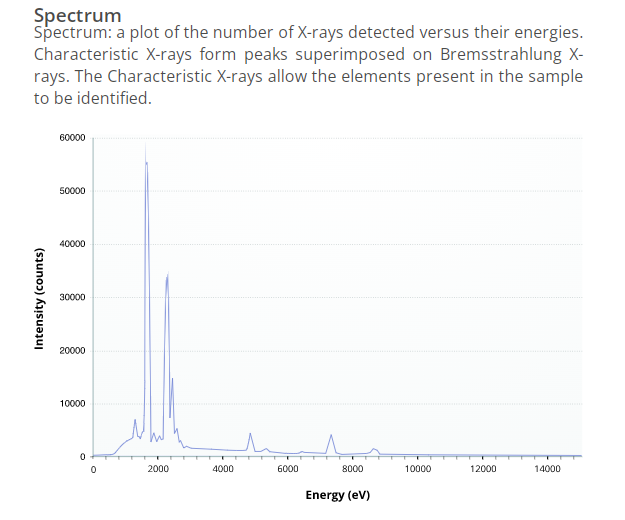 Spectrum
Spectrum: a plot of the number of X-rays detected versus their energies.
Characteristic X-rays form peaks superimposed on Bremsstrahlung X-
rays. The Characteristic X-rays allow the elements present in the sample
to be identified.
60000
50000
40000
30000
20000
10000
0
Intensity (counts)
0 2000 4000 6000 8000 10000 12000 14000
Energy (eV)